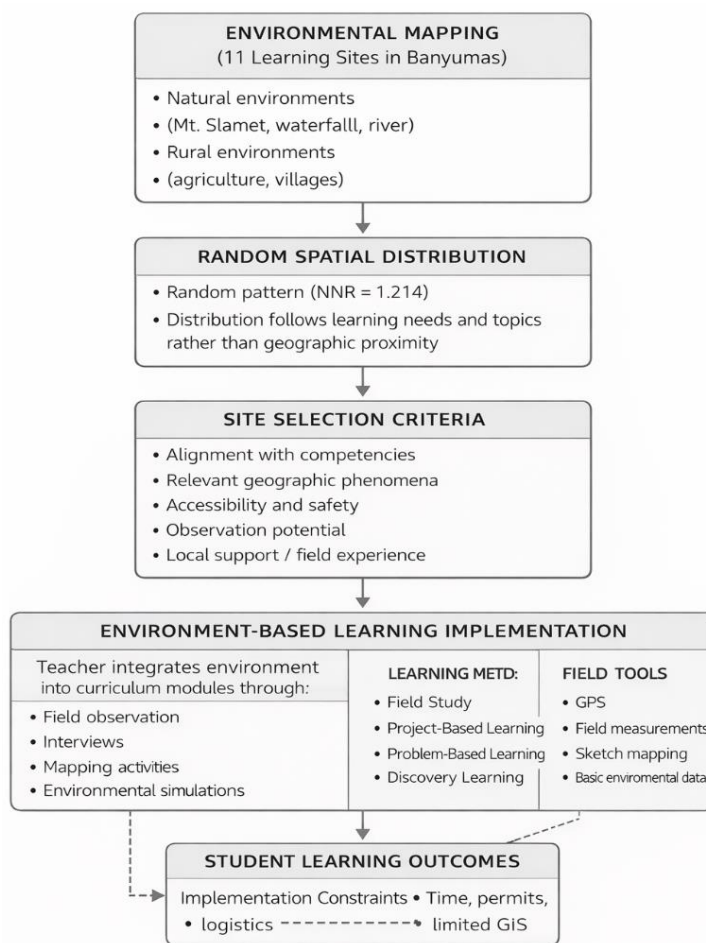 ENVIRONMENTAL MAPPING
(11 Learning Sites in Banyumas)
• Natural environments
• (Mt. Slamet, waterfalll, river)
• Rural environments
• (agriculture, villages)
RANDOM SPATIAL DISTRIBUTION
• Random pattern (NNR = 1.214)
• Distribution follows learning needs and topics
rather than geographic proximity
SITE SELECTION CRITERIA
• Alignment with competencies
• Relevant geographic phenomena
• Accessibility and safety
• Observation potential
• Local support / field experience
ENVIRONMENT-BASED LEARNING IMPLEMENTATION
Teacher integrates environment
into curriculum modules through:
• Field observation
• Interviews
• Mapping activities
• Environmental simulations
LEARNING METD:
• Field Study
• Project-Based Learning
• Problem-Based Learning
• Discovery Learning
FIELD TOOLS
• GPS
• Field measurements
• Sketch mapping
• Basic enviromental data
STUDENT LEARNING OUTCOMES
Implementation Constraints • Time, permits,
• logistics limited GiS